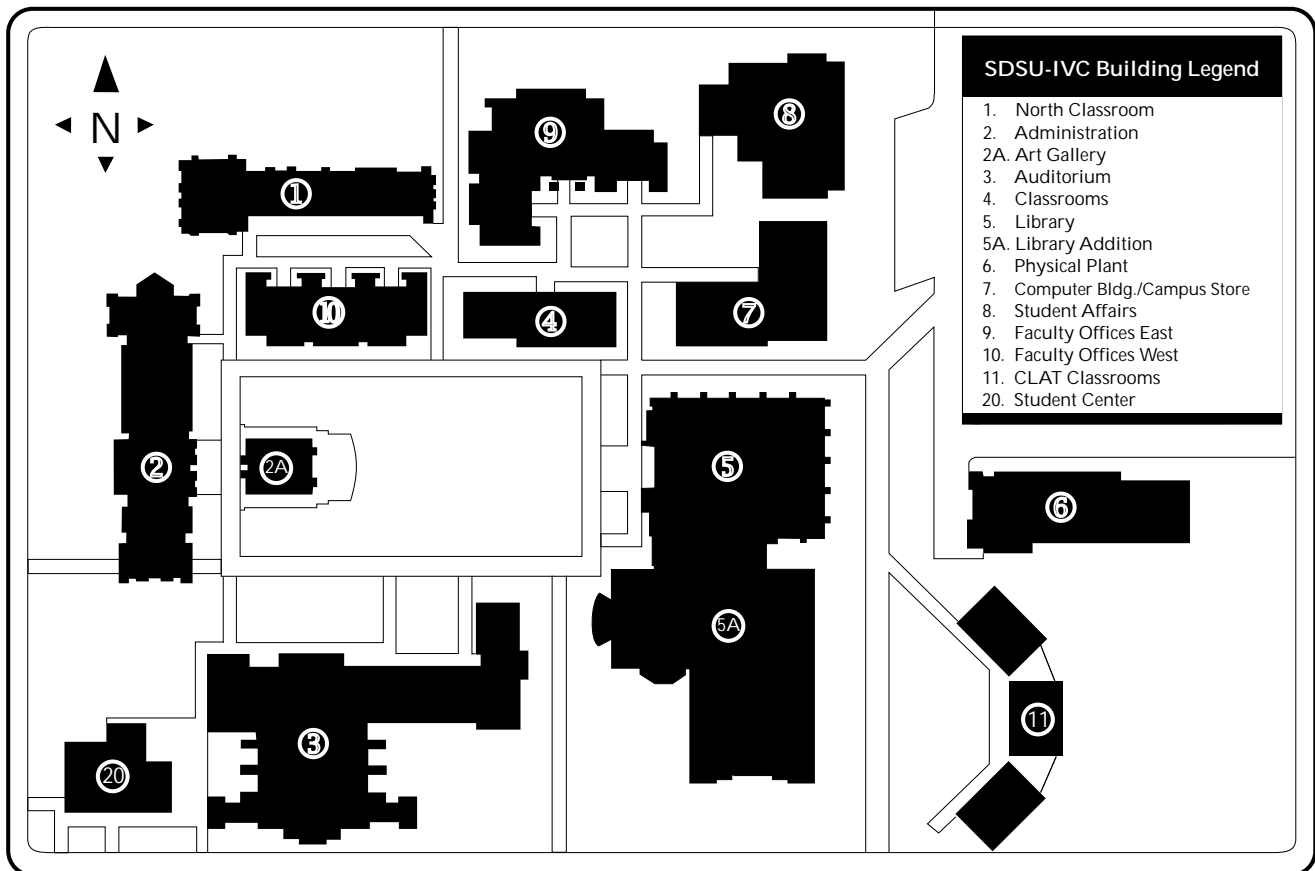 N
SDSU-IVC Building Legend
1. North Classroom
2. Administration
2A. Art Gallery
3. Auditorium
4. Classrooms
5. Library
5A. Library Addition
6. Physical Plant
7. Computer Bldg./Campus Store
8. Student Affairs
9. Faculty Offices East
10. Faculty Offices West
11. CLAT Classrooms
20. Student Center
8
9
1
10
4
7
2
2A
5
6
5A
3
11
20